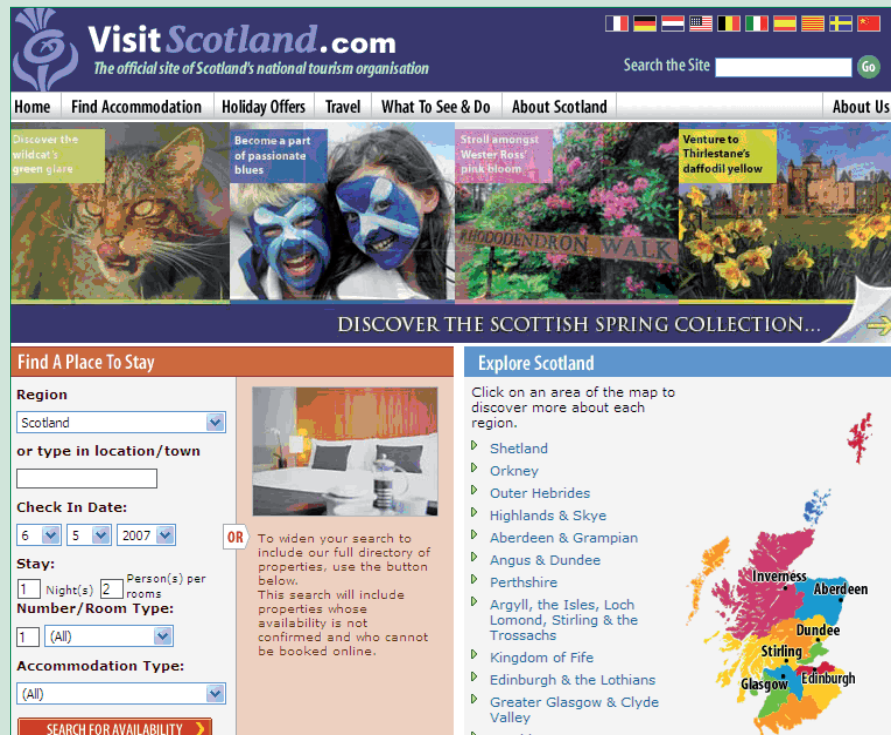 VisitScotland.com
The official site of Scotland's national tourism organisation
Search the Site
Go
Home
Find Accommodation
Holiday Offers
Travel
What To See & Do
About Scotland
About Us
Discover the
wildcat's
green glare
Become a part
of passionate
blues
Stroll amongst
Wester Ross'
pink bloom
Venture to
Thirlestane's
daffodil yellow
RHODODENDRON WALK
DISCOVER THE SCOTTISH SPRING COLLECTION...
Find A Place To Stay
Region
Scotland
or type in location/town
Check In Date:
6 5 2007
Stay:
1 Night(s) 2 Person(s) per
rooms
Number/Room Type:
1 (All)
Accommodation Type:
(All)
SEARCH FOR AVAILABILITY
OR
To widen your search to
include our full directory of
properties, use the button
below.
This search will include
properties whose
availability is not
confirmed and who cannot
be booked online.
Explore Scotland
Click on an area of the map to
discover more about each
region.
Shetland
Orkney
Outer Hebrides
Highlands & Skye
Aberdeen & Grampian
Angus & Dundee
Perthshire
Argyll, the Isles, Loch
Lomond, Stirling & the
Trossachs
Kingdom of Fife
Edinburgh & the Lothians
Greater Glasgow & Clyde
Valley
Inverness
Aberdeen
Dundee
Stirling
Glasgow
Edinburgh